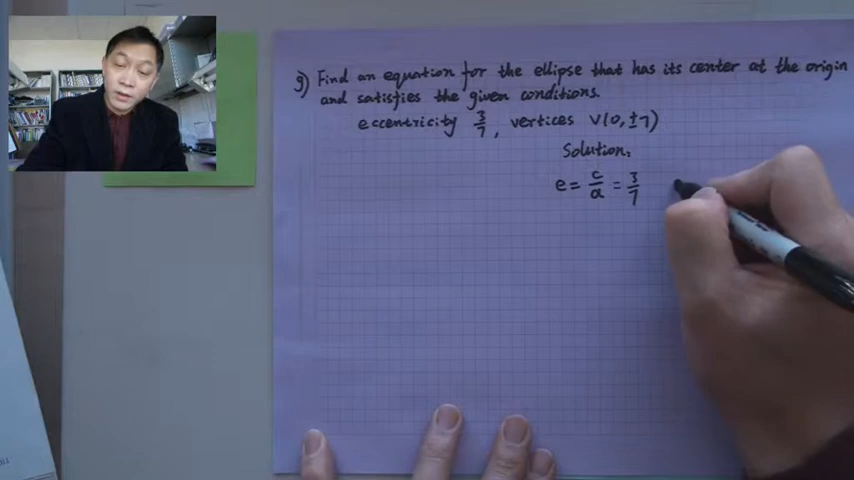 9) Find an equation for the ellipse that has its center at the origin
and satisfies the given conditions.
eccentricity 3/7, vertices V(0, ±7)
Solution:
e = c/a = 3/7